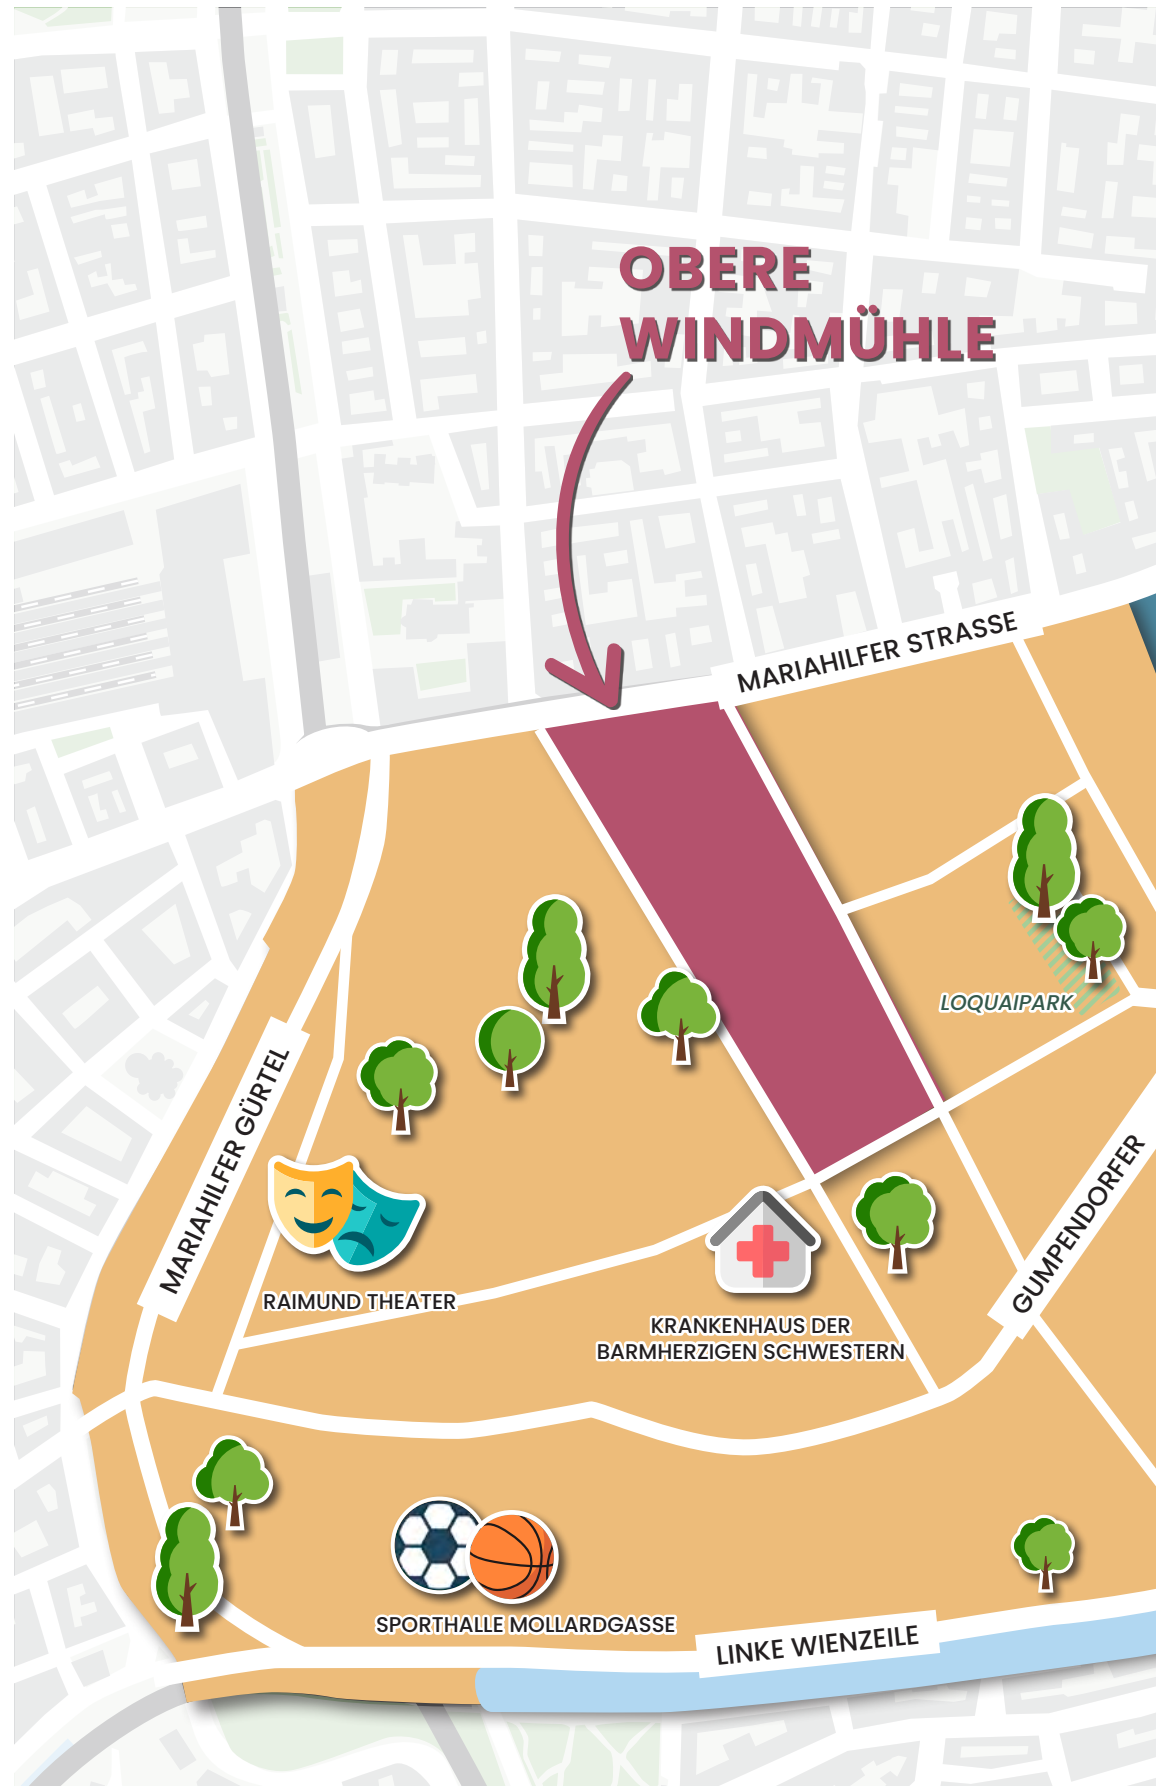 OBERE
WINDMÜHLE
MARIAHILFER STRASSE
LOQUAIPARK
MARIAHILFER GÜRTEL
GUMPENDORFER
RAIMUND THEATER
KRANKENHAUS DER
BARMHERZIGEN SCHWESTERN
SPORTHALLE MOLLARDGASSE
LINKE WIENZEILE